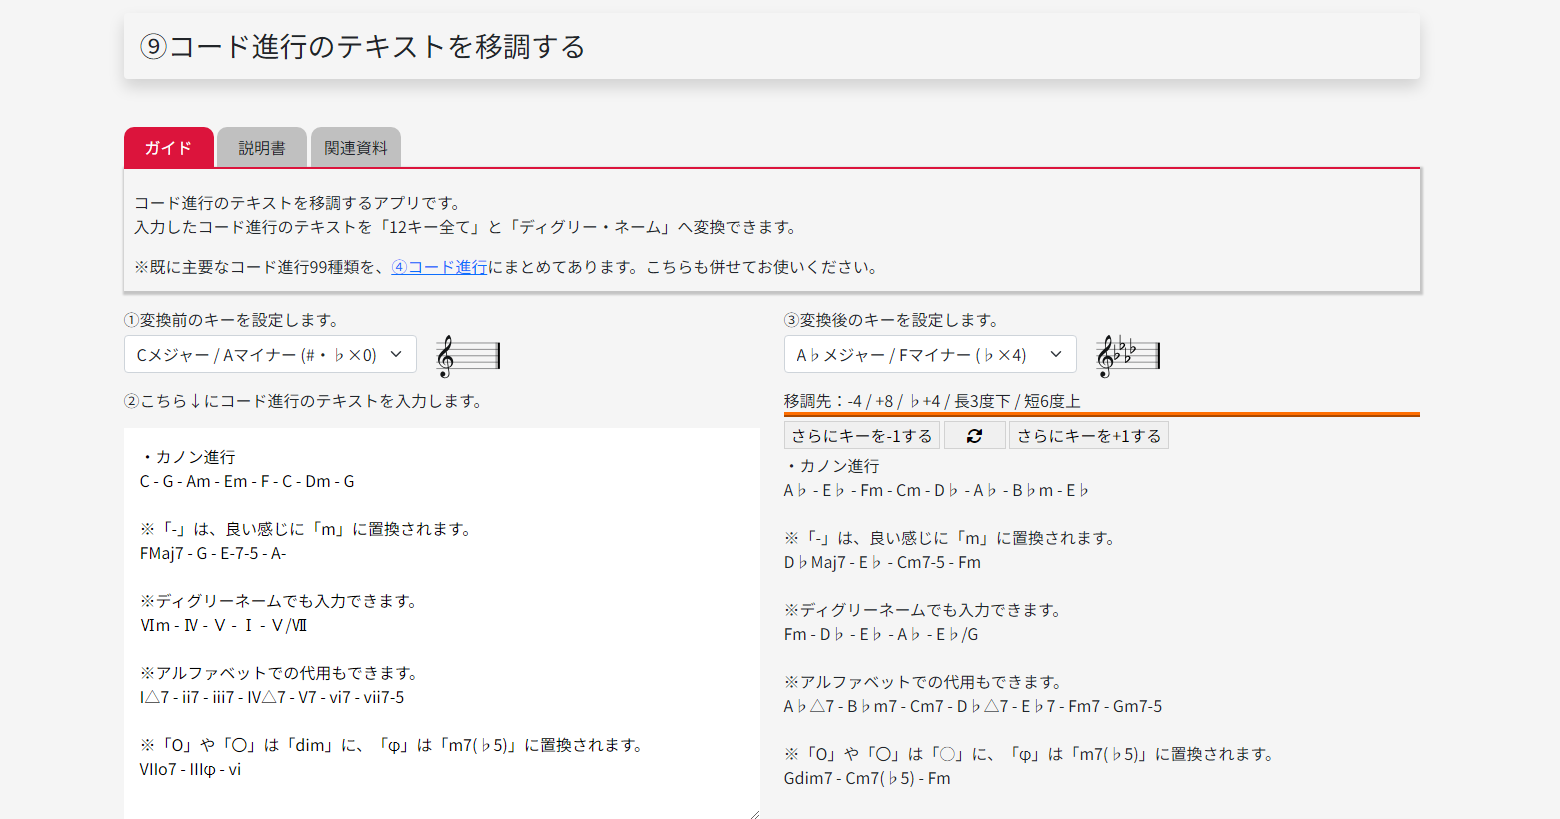 ⑨コード進行のテキストを移調する
ガイド 説明書 関連資料
コード進行のテキストを移調するアプリです。
入力したコード進行のテキストを「12キー全て」と「ディグリー・ネーム」へ変換できます。
※既に主要なコード進行99種類を、④コード進行にまとめてあります。こちらも併せてお使いください。
①変換前のキーを設定します。
Cメジャー / Aマイナー (#・♭×0)
②こちら↓にコード進行のテキストを入力します。
・カノン進行
C - G - Am - Em - F - C - Dm - G
※「-」は、良い感じに「m」に置換されます。
FMaj7 - G - E-7-5 - A-
※ディグリーネームでも入力できます。
Ⅵm - Ⅳ - Ⅴ - Ⅰ - Ⅴ/Ⅶ
※アルファベットでの代用もできます。
I△7 - ii7 - iii7 - IV△7 - V7 - vi7 - vii7-5
※「O」や「〇」は「dim」に、「φ」は「m7(♭5)」に置換されます。
VIIo7 - IIIφ - vi
③変換後のキーを設定します。
A♭メジャー / Fマイナー (♭×4)
移調先：-4 / +8 / ♭+4 / 長3度下 / 短6度上
さらにキーを-1する さらにキーを+1する
・カノン進行
A♭ - E♭ - Fm - Cm - D♭ - A♭ - B♭m - E♭
※「-」は、良い感じに「m」に置換されます。
D♭Maj7 - E♭ - Cm7-5 - Fm
※ディグリーネームでも入力できます。
Fm - D♭ - E♭ - A♭ - E♭/G
※アルファベットでの代用もできます。
A♭△7 - B♭m7 - Cm7 - D♭△7 - E♭7 - Fm7 - Gm7-5
※「O」や「〇」は「○」に、「φ」は「m7(♭5)」に置換されます。
Gdim7 - Cm7(♭5) - Fm